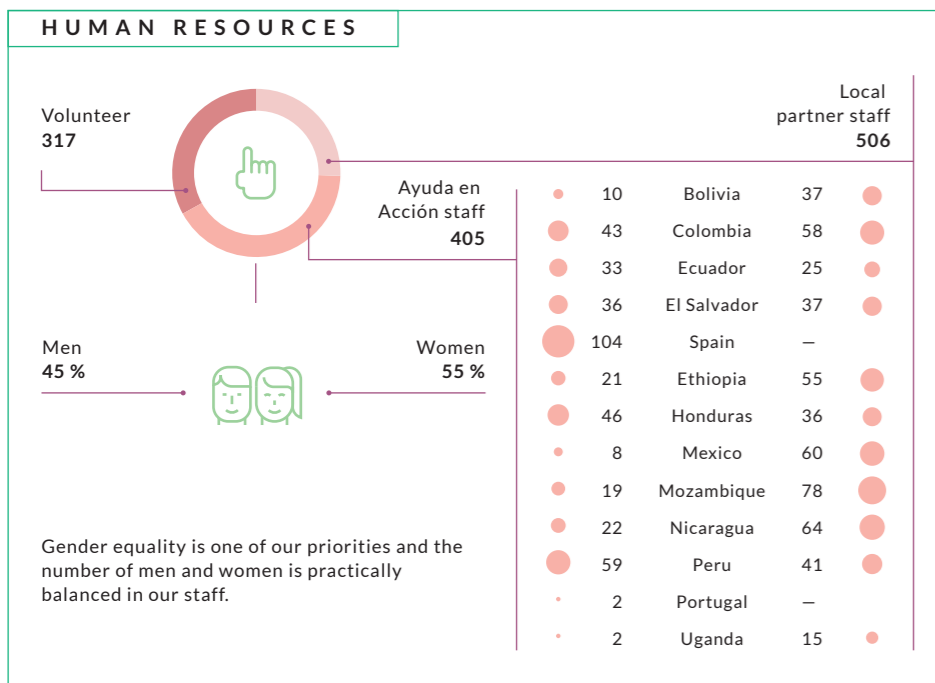 HUMAN RESOURCES
Volunteer
317
Local
partner staff
506
Ayuda en
Acción staff
405
10 Bolivia 37
43 Colombia 58
33 Ecuador 25
36 El Salvador 37
104 Spain —
21 Ethiopia 55
46 Honduras 36
8 Mexico 60
19 Mozambique 78
22 Nicaragua 64
59 Peru 41
2 Portugal —
2 Uganda 15
Men
45 %
Women
55 %
Gender equality is one of our priorities and the
number of men and women is practically
balanced in our staff.